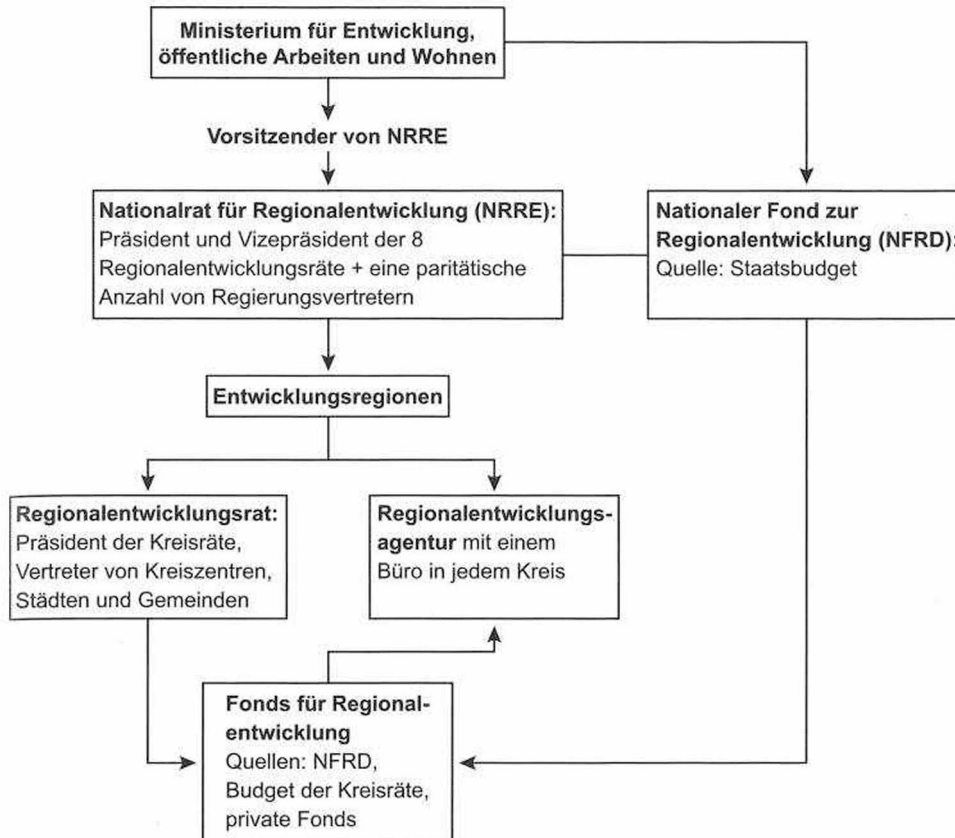 Ministerium für Entwicklung,
öffentliche Arbeiten und Wohnen
Vorsitzender von NRRE
Nationalrat für Regionalentwicklung (NRRE):
Präsident und Vizepräsident der 8
Regionalentwicklungsräte + eine paritätische
Anzahl von Regierungsvertretern
Nationaler Fond zur
Regionalentwicklung (NFRD):
Quelle: Staatsbudget
Entwicklungsregionen
Regionalentwicklungsrat:
Präsident der Kreisräte,
Vertreter von Kreiszentren,
Städten und Gemeinden
Regionalentwicklungs-
agentur mit einem
Büro in jedem Kreis
Fonds für Regional-
entwicklung
Quellen: NFRD,
Budget der Kreisräte,
private Fonds